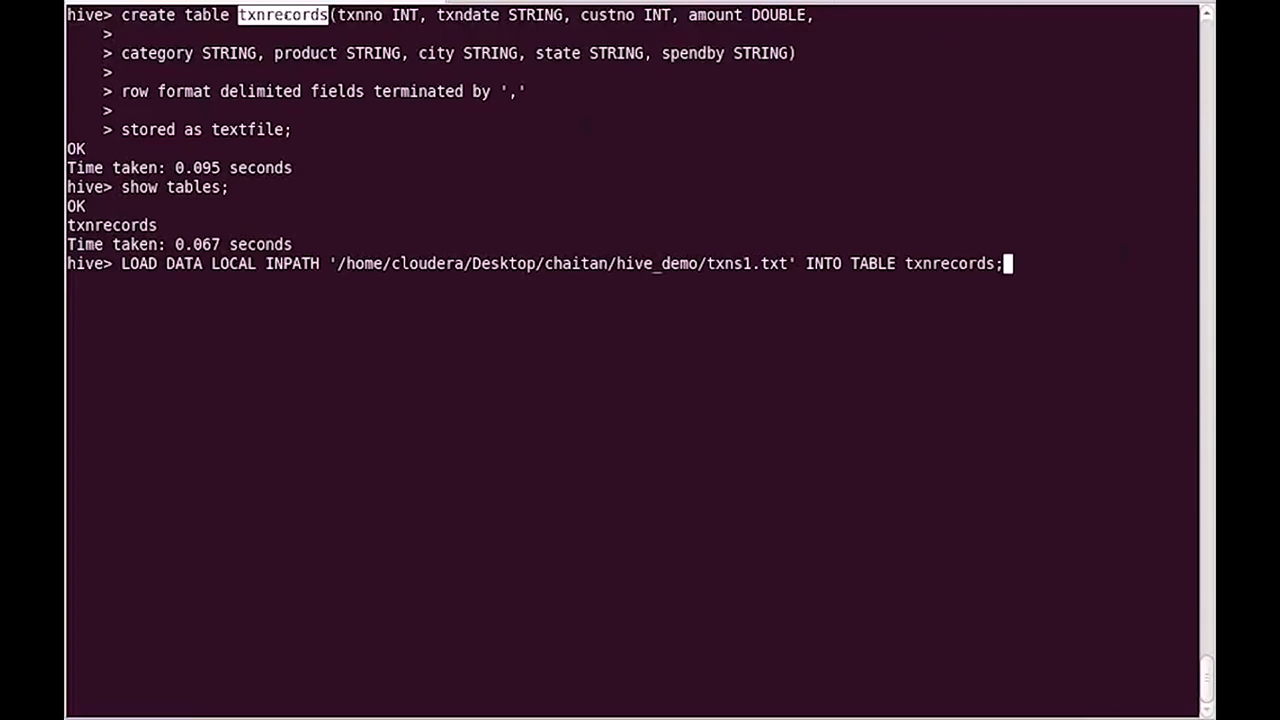 hive> create table txnrecords(txnno INT, txndate STRING, custno INT, amount DOUBLE,
>
> category STRING, product STRING, city STRING, state STRING, spendby STRING)
>
> row format delimited fields terminated by ','
>
> stored as textfile;
OK
Time taken: 0.095 seconds
hive> show tables;
OK
txnrecords
Time taken: 0.067 seconds
hive> LOAD DATA LOCAL INPATH '/home/cloudera/Desktop/chaitan/hive_demo/txns1.txt' INTO TABLE txnrecords;